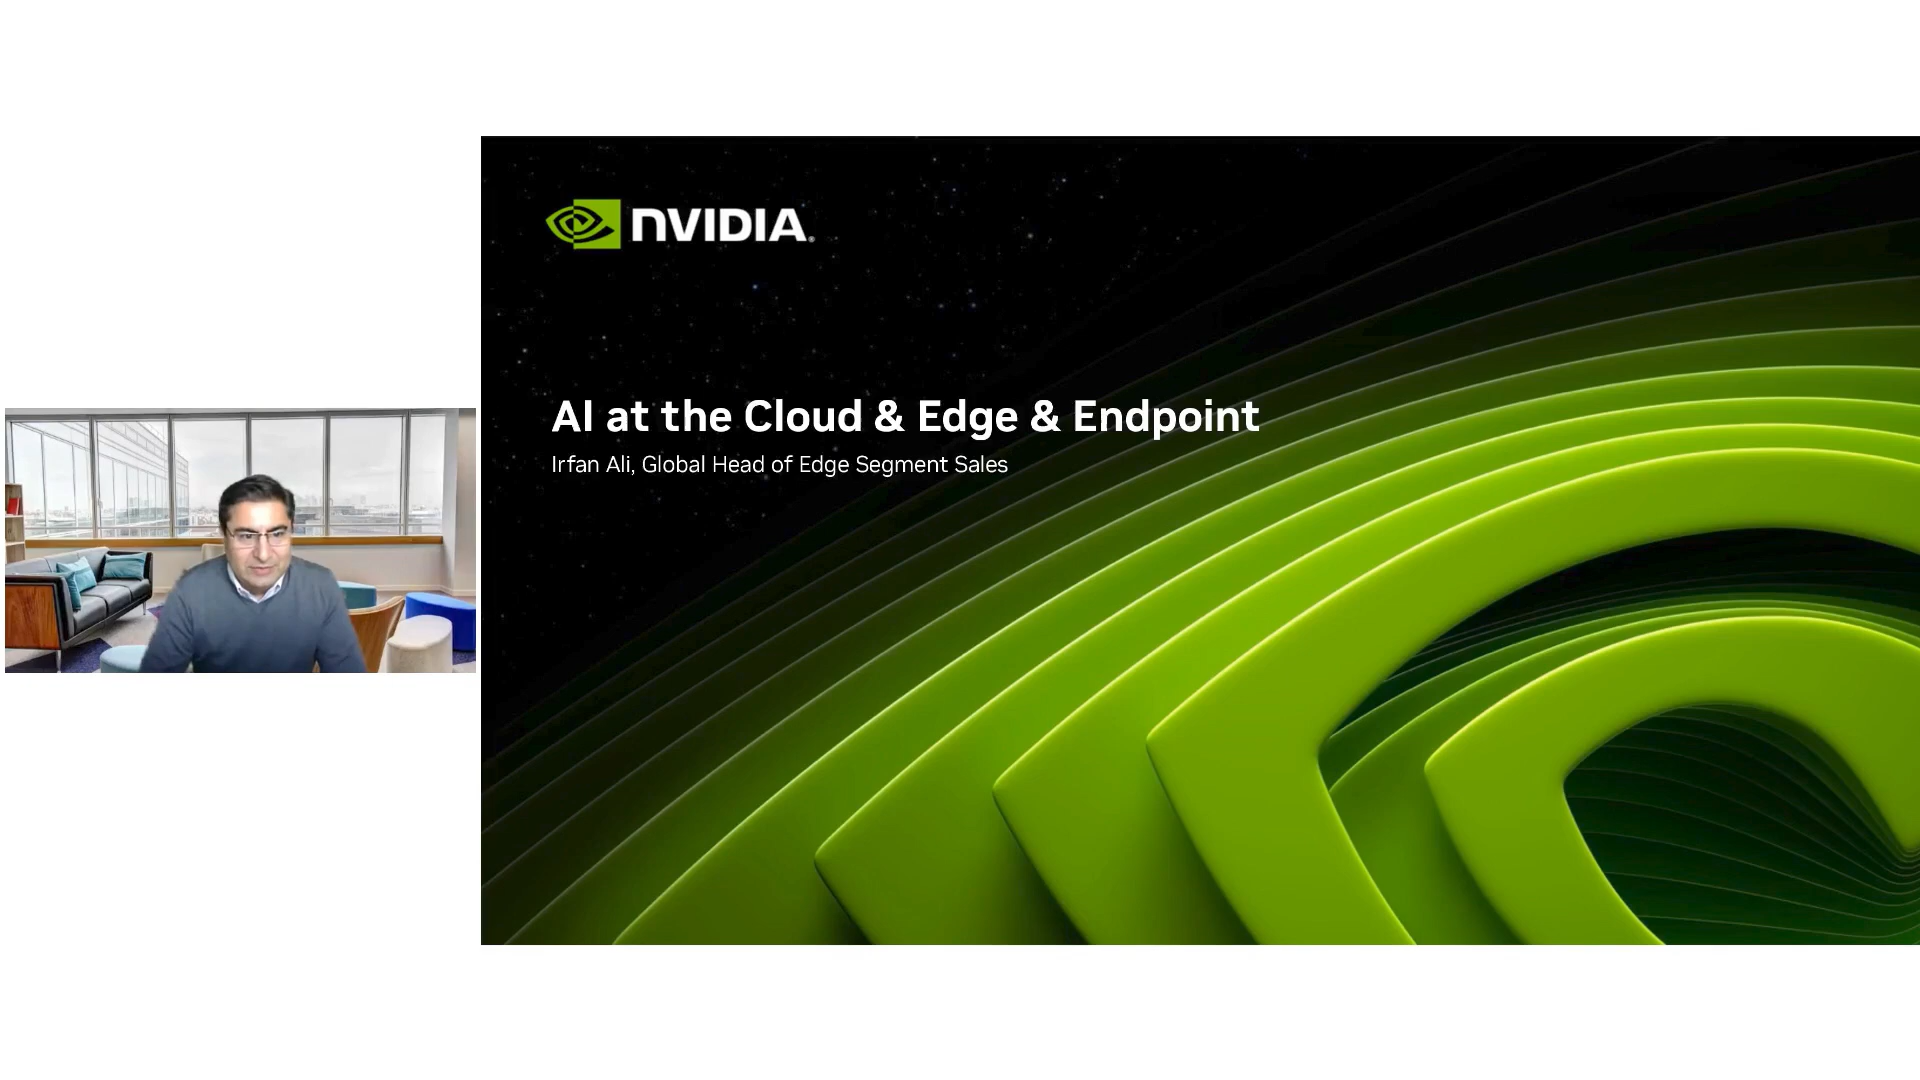 NVIDIA
AI at the Cloud & Edge & Endpoint
Irfan Ali, Global Head of Edge Segment Sales